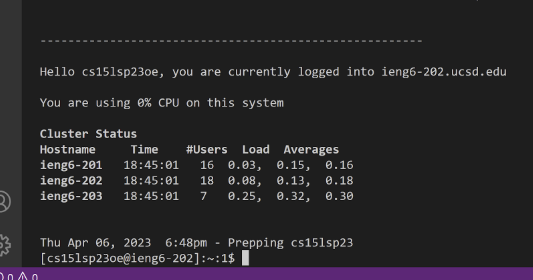 ------------------------------------------------------
Hello cs15lsp23oe, you are currently logged into ieng6-202.ucsd.edu
You are using 0% CPU on this system
Cluster Status
Hostname     Time    #Users  Load  Averages
ieng6-201   18:45:01   16  0.03,  0.15,  0.16
ieng6-202   18:45:01   18  0.08,  0.13,  0.18
ieng6-203   18:45:01   7   0.25,  0.32,  0.30
Thu Apr 06, 2023  6:48pm - Prepping cs15lsp23
[cs15lsp23oe@ieng6-202]:~:1$
0 0